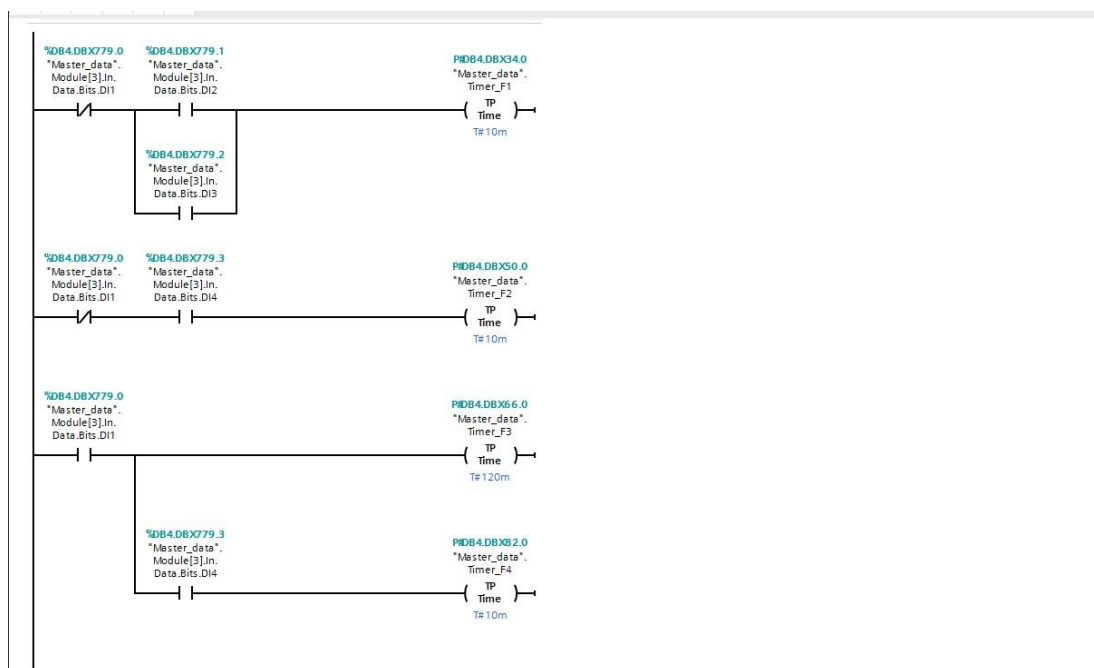 %DB4.DBX779.0
"Master_data".
Module[3].In.
Data.Bits.DI1
%DB4.DBX779.1
"Master_data".
Module[3].In.
Data.Bits.DI2
P#DB4.DBX34.0
"Master_data".
Timer_F1
TP
Time
T#10m
%DB4.DBX779.2
"Master_data".
Module[3].In.
Data.Bits.DI3
%DB4.DBX779.0
"Master_data".
Module[3].In.
Data.Bits.DI1
%DB4.DBX779.3
"Master_data".
Module[3].In.
Data.Bits.DI4
P#DB4.DBX50.0
"Master_data".
Timer_F2
TP
Time
T#10m
%DB4.DBX779.0
"Master_data".
Module[3].In.
Data.Bits.DI1
P#DB4.DBX66.0
"Master_data".
Timer_F3
TP
Time
T#120m
%DB4.DBX779.3
"Master_data".
Module[3].In.
Data.Bits.DI4
P#DB4.DBX82.0
"Master_data".
Timer_F4
TP
Time
T#10m